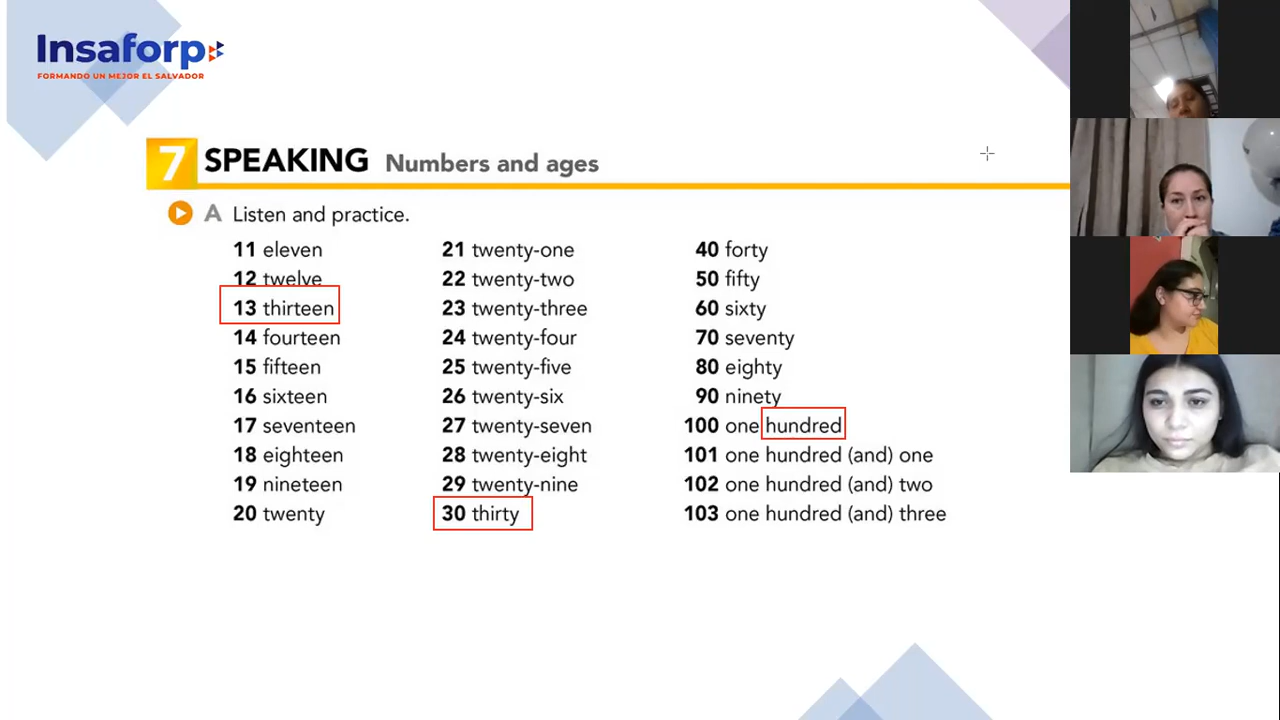 Insaforp
FORMANDO UN MEJOR EL SALVADOR
7 SPEAKING Numbers and ages
A Listen and practice.
11 eleven
12 twelve
13 thirteen
14 fourteen
15 fifteen
16 sixteen
17 seventeen
18 eighteen
19 nineteen
20 twenty
21 twenty-one
22 twenty-two
23 twenty-three
24 twenty-four
25 twenty-five
26 twenty-six
27 twenty-seven
28 twenty-eight
29 twenty-nine
30 thirty
40 forty
50 fifty
60 sixty
70 seventy
80 eighty
90 ninety
100 one hundred
101 one hundred (and) one
102 one hundred (and) two
103 one hundred (and) three